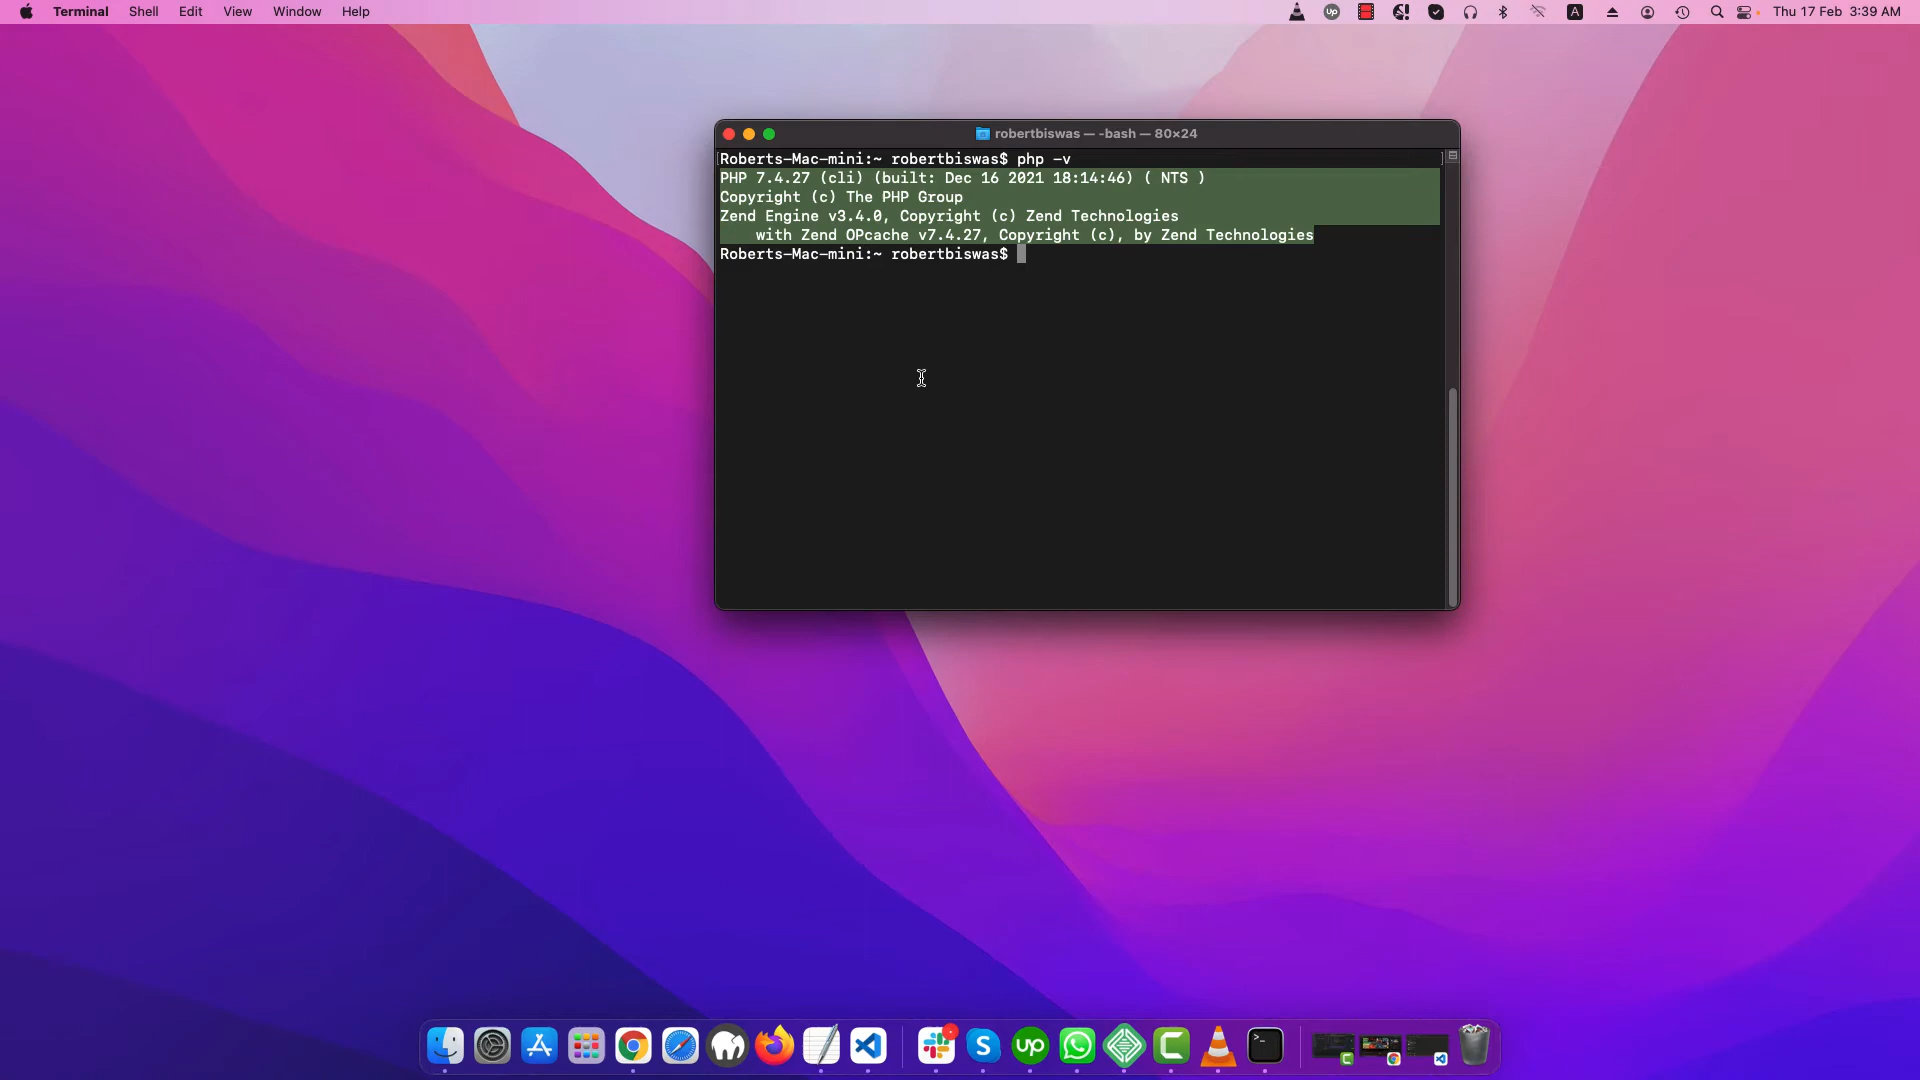 Terminal Shell Edit View Window Help
up
A
Thu 17 Feb 3:39 AM
robertbiswas — -bash — 80×24
[Roberts-Mac-mini:~ robertbiswas$ php -v ]
PHP 7.4.27 (cli) (built: Dec 16 2021 18:14:46) ( NTS )
Copyright (c) The PHP Group
Zend Engine v3.4.0, Copyright (c) Zend Technologies
    with Zend OPcache v7.4.27, Copyright (c), by Zend Technologies
Roberts-Mac-mini:~ robertbiswas$
S
up
C
>_